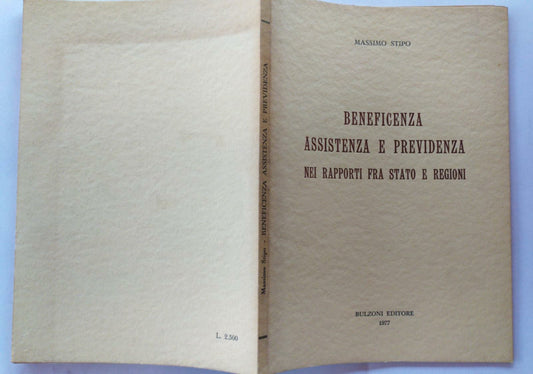 MASSIMO STIPO
BENEFICENZA
ASSISTENZA E PREVIDENZA
NEI RAPPORTI FRA STATO E REGIONI
BULZONI EDITORE
1977
Massimo Stipo - BENEFICENZA ASSISTENZA E PREVIDENZA
L. 2.500